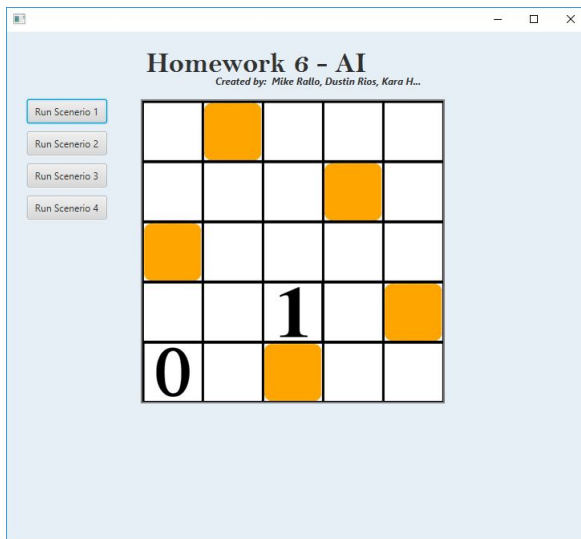 Homework 6 - AI
Created by: Mike Rallo, Dustin Rios, Kara H...
Run Scenerio 1
Run Scenerio 2
Run Scenerio 3
Run Scenerio 4
1
0